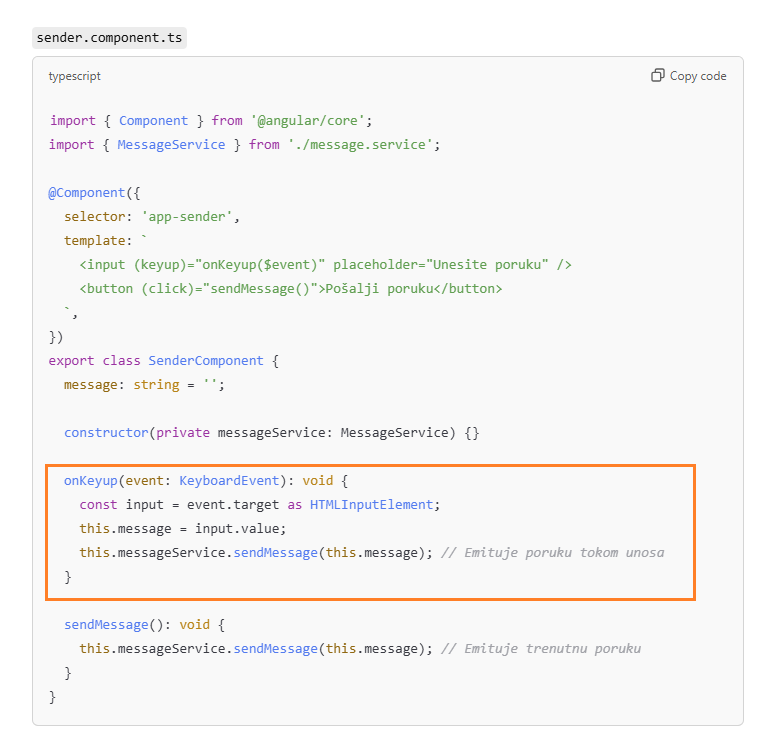 sender.component.ts
typescript
Copy code
import { Component } from '@angular/core';
import { MessageService } from './message.service';
@Component({
  selector: 'app-sender',
  template: `
    <input (keyup)="onKeyup($event)" placeholder="Unesite poruku" />
    <button (click)="sendMessage()">Pošalji poruku</button>
  `,
})
export class SenderComponent {
  message: string = '';
  constructor(private messageService: MessageService) {}
  onKeyup(event: KeyboardEvent): void {
    const input = event.target as HTMLInputElement;
    this.message = input.value;
    this.messageService.sendMessage(this.message); // Emituje poruku tokom unosa
  }
  sendMessage(): void {
    this.messageService.sendMessage(this.message); // Emituje trenutnu poruku
  }
}